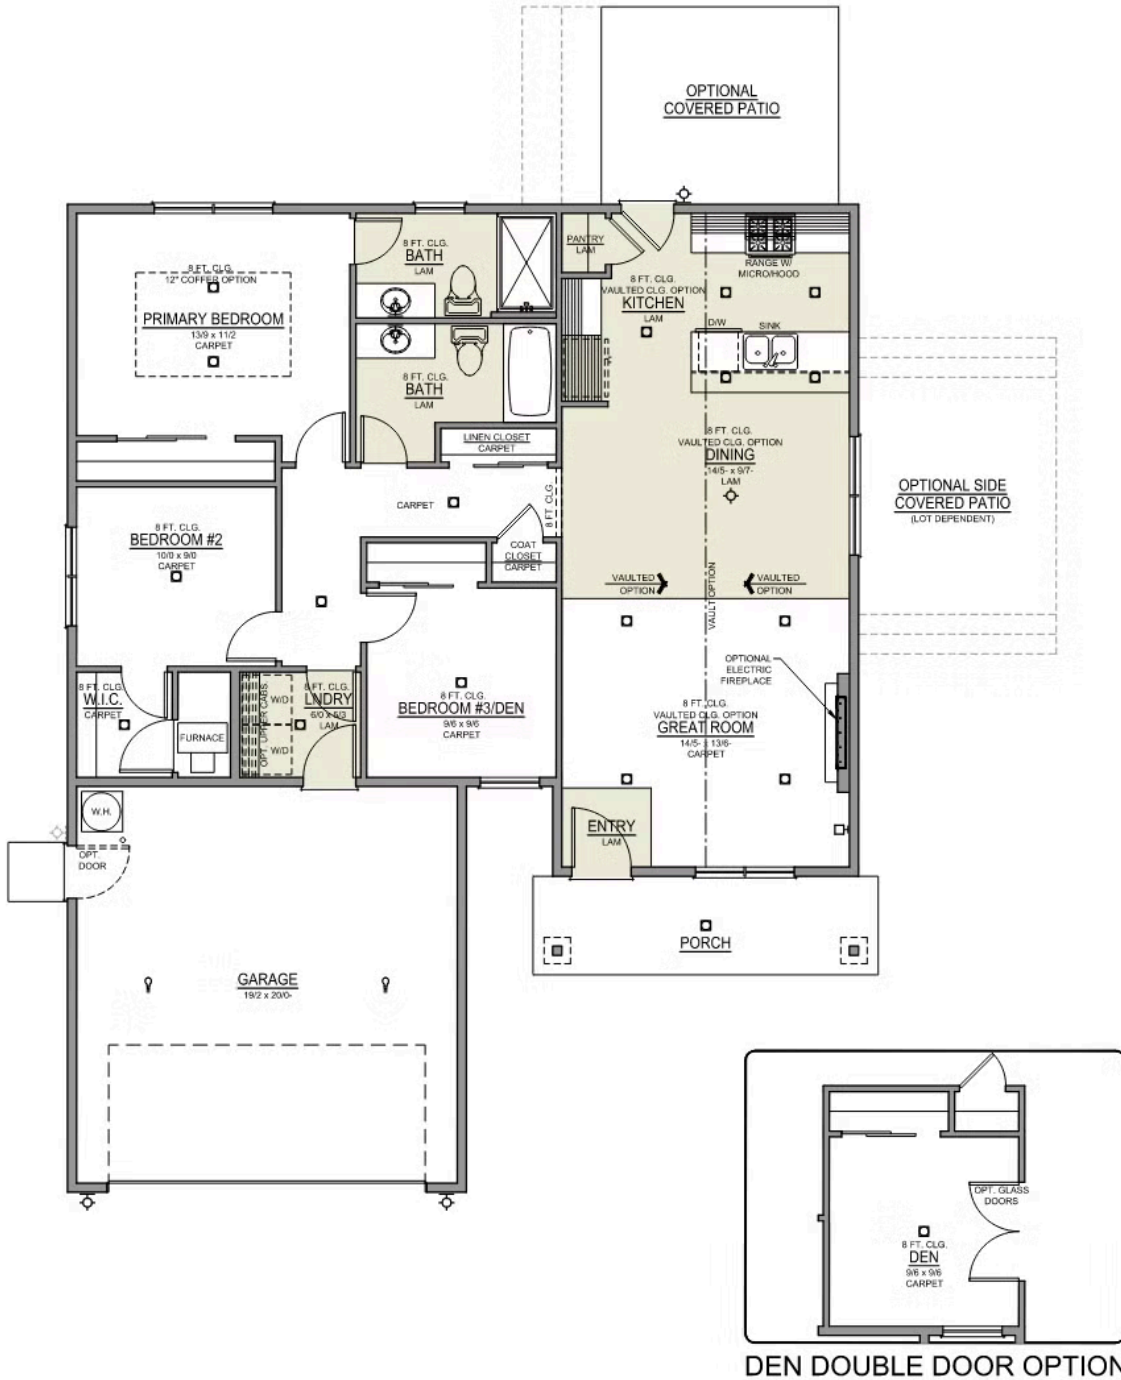 OPTIONAL
COVERED PATIO
8 FT. CLG.
12" COFFER OPTION
PRIMARY BEDROOM
13/9 x 11/2
CARPET
8 FT. CLG.
BATH
LAM
8 FT. CLG.
BATH
LAM
PANTRY
LAM
8 FT. CLG.
VAULTED CLG. OPTION
KITCHEN
LAM
RANGE W/
MICRO/HOOD
D/W
SINK
LINEN CLOSET
CARPET
8 FT. CLG.
VAULTED CLG. OPTION
DINING
14/5- x 9/7-
LAM
OPTIONAL SIDE
COVERED PATIO
(LOT DEPENDENT)
CARPET
8 FT. CLG.
COAT
CLOSET
CARPET
8 FT. CLG.
BEDROOM #2
10/0 x 9/0
CARPET
VAULTED
OPTION
VAULTED
OPTION
VAULT OPTION
OPTIONAL
ELECTRIC
FIREPLACE
8 FT. CLG.
W.I.C.
CARPET
FURNACE
OPT. UPPER CABS.
W/D
W/D
8 FT. CLG.
LNDRY
6/0 x 5/3
LAM
8 FT. CLG.
BEDROOM #3/DEN
9/6 x 9/6
CARPET
8 FT. CLG.
VAULTED CLG. OPTION
GREAT ROOM
14/5- x 13/6-
CARPET
W.H.
OPT.
DOOR
ENTRY
LAM
PORCH
GARAGE
19/2 x 20/0-
OPT. GLASS
DOORS
8 FT. CLG.
DEN
9/6 x 9/6
CARPET
DEN DOUBLE DOOR OPTION